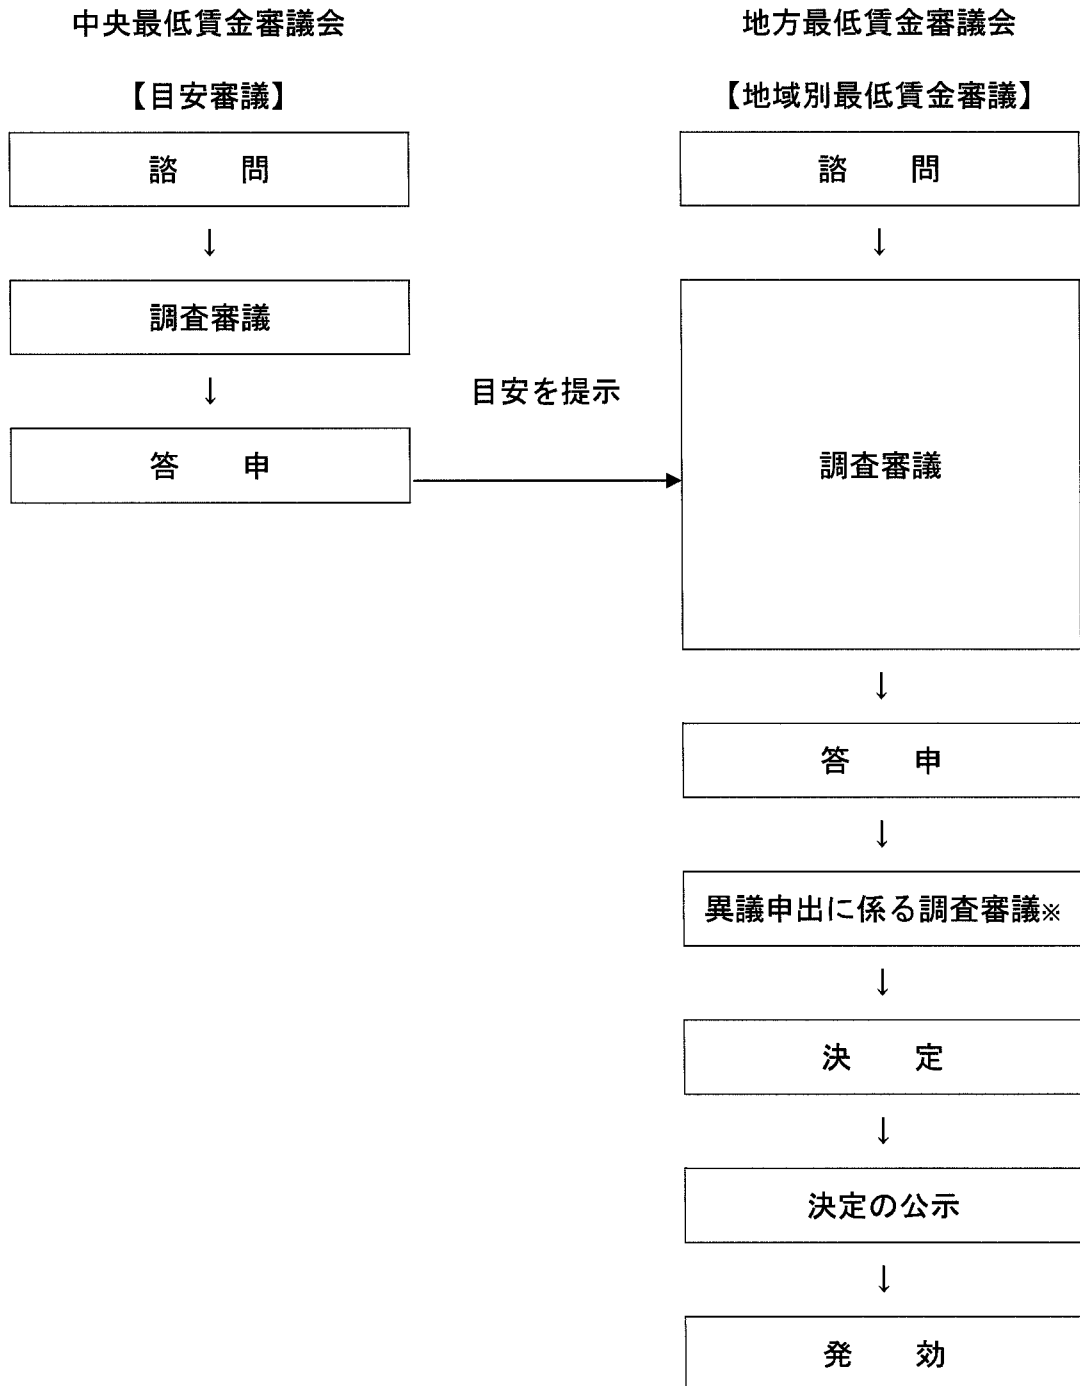 中央最低賃金審議会
【目安審議】
諮 問
↓
調査審議
↓
答 申
目安を提示
地方最低賃金審議会
【地域別最低賃金審議】
諮 問
↓
調査審議
↓
答 申
↓
異議申出に係る調査審議※
↓
決 定
↓
決定の公示
↓
発 効